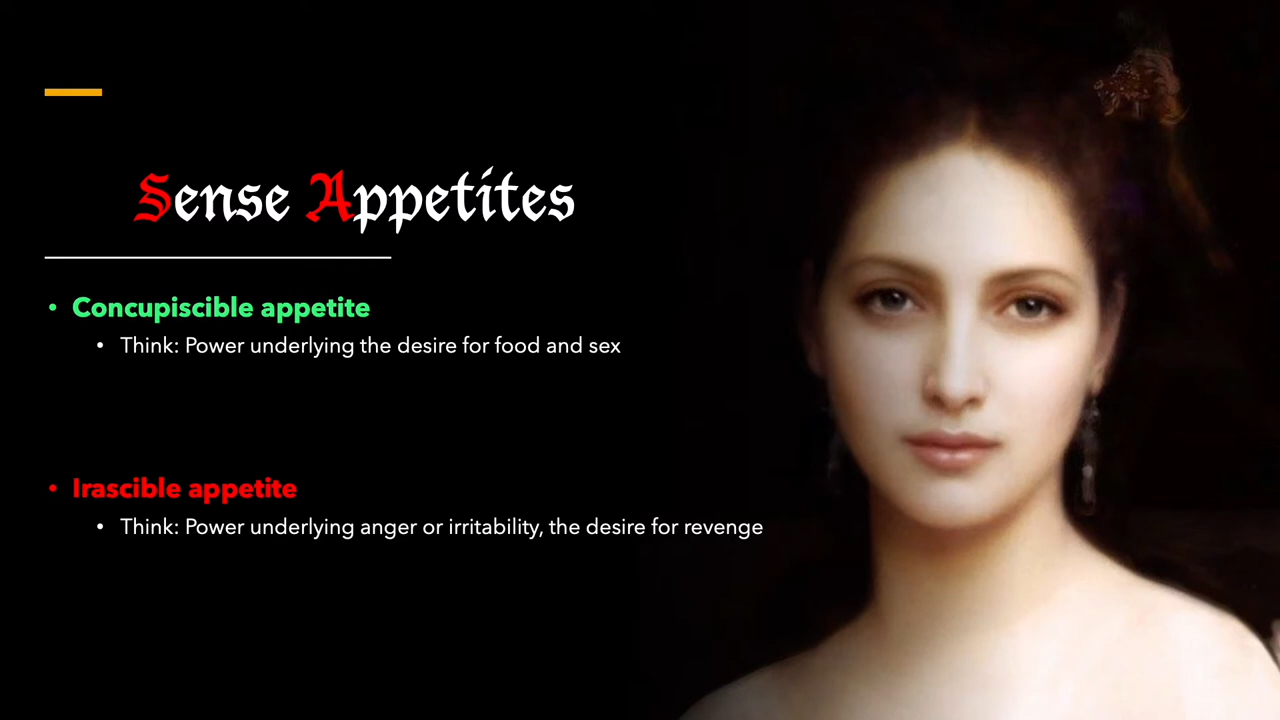 Sense Appetites
• Concupiscible appetite
• Think: Power underlying the desire for food and sex
• Irascible appetite
• Think: Power underlying anger or irritability, the desire for revenge